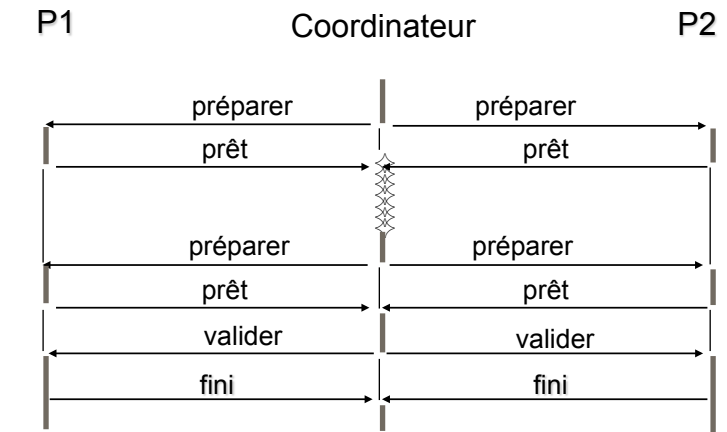 P1 Coordinateur P2
préparer préparer
prêt prêt
préparer préparer
prêt prêt
valider valider
fini fini